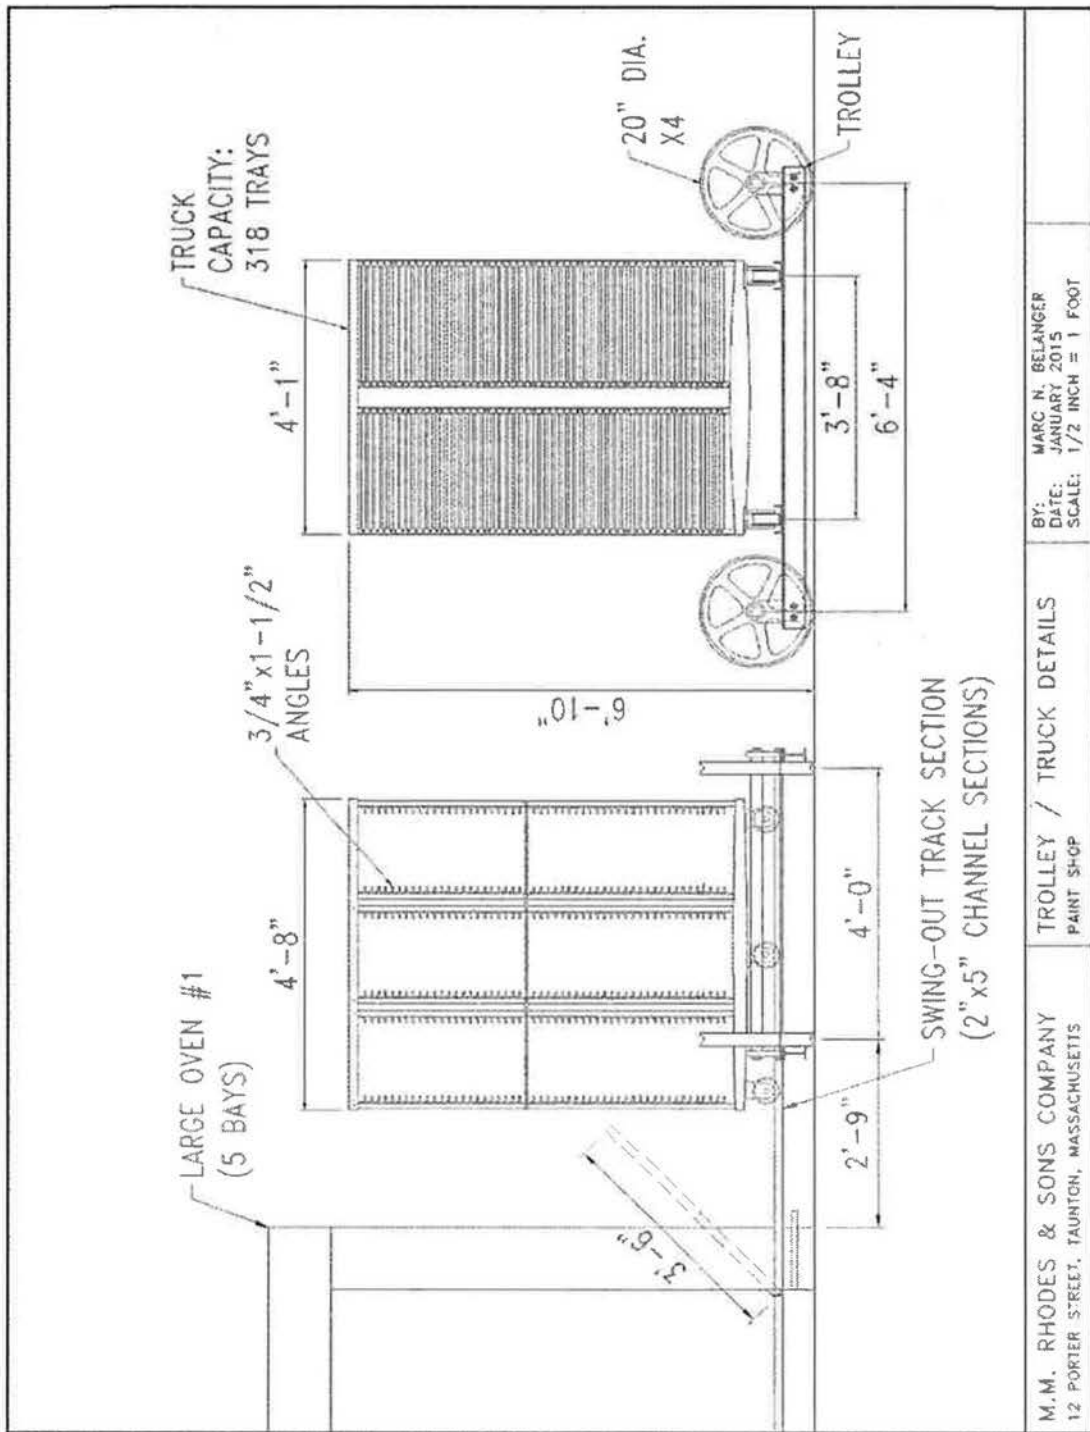 LARGE OVEN #1
(5 BAYS)
4'-8"
3/4"x1-1/2"
ANGLES
TRUCK
CAPACITY:
318 TRAYS
4'-1"
6'-10"
20" DIA.
X4
TROLLEY
3'-6"
2'-9"
4'-0"
3'-8"
6'-4"
SWING-OUT TRACK SECTION
(2"x5" CHANNEL SECTIONS)
M.M. RHODES & SONS COMPANY
12 PORTER STREET, TAUNTON, MASSACHUSETTS
TROLLEY / TRUCK DETAILS
PAINT SHOP
BY: MARC N. BELANGER
DATE: JANUARY 2015
SCALE: 1/2 INCH = 1 FOOT